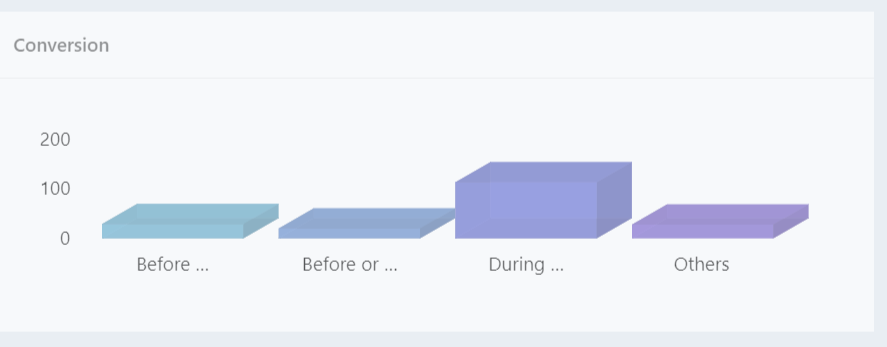 Conversion
200
100
0
Before ...
Before or ...
During ...
Others